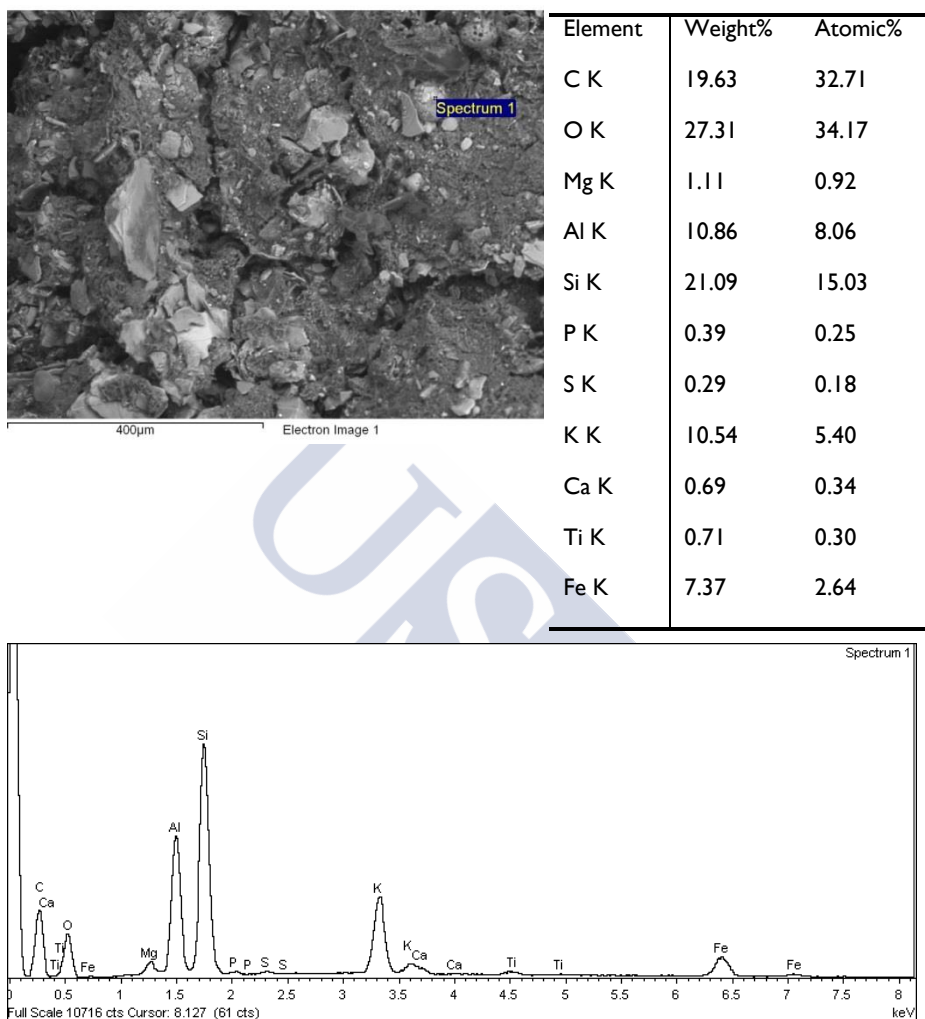 Spectrum 1
400µm Electron Image 1
Element Weight% Atomic%
C K 19.63 32.71
O K 27.31 34.17
Mg K 1.11 0.92
Al K 10.86 8.06
Si K 21.09 15.03
P K 0.39 0.25
S K 0.29 0.18
K K 10.54 5.40
Ca K 0.69 0.34
Ti K 0.71 0.30
Fe K 7.37 2.64
US
Spectrum 1
Si
Al
C
Ca
O
Ti
Ti
Fe
Mg
P P S S
K
K
Ca
Ca
Ti
Ti
Fe
Fe
0 0.5 1 1.5 2 2.5 3 3.5 4 4.5 5 5.5 6 6.5 7 7.5 8
Full Scale 10716 cts Cursor: 8.127 (61 cts) keV